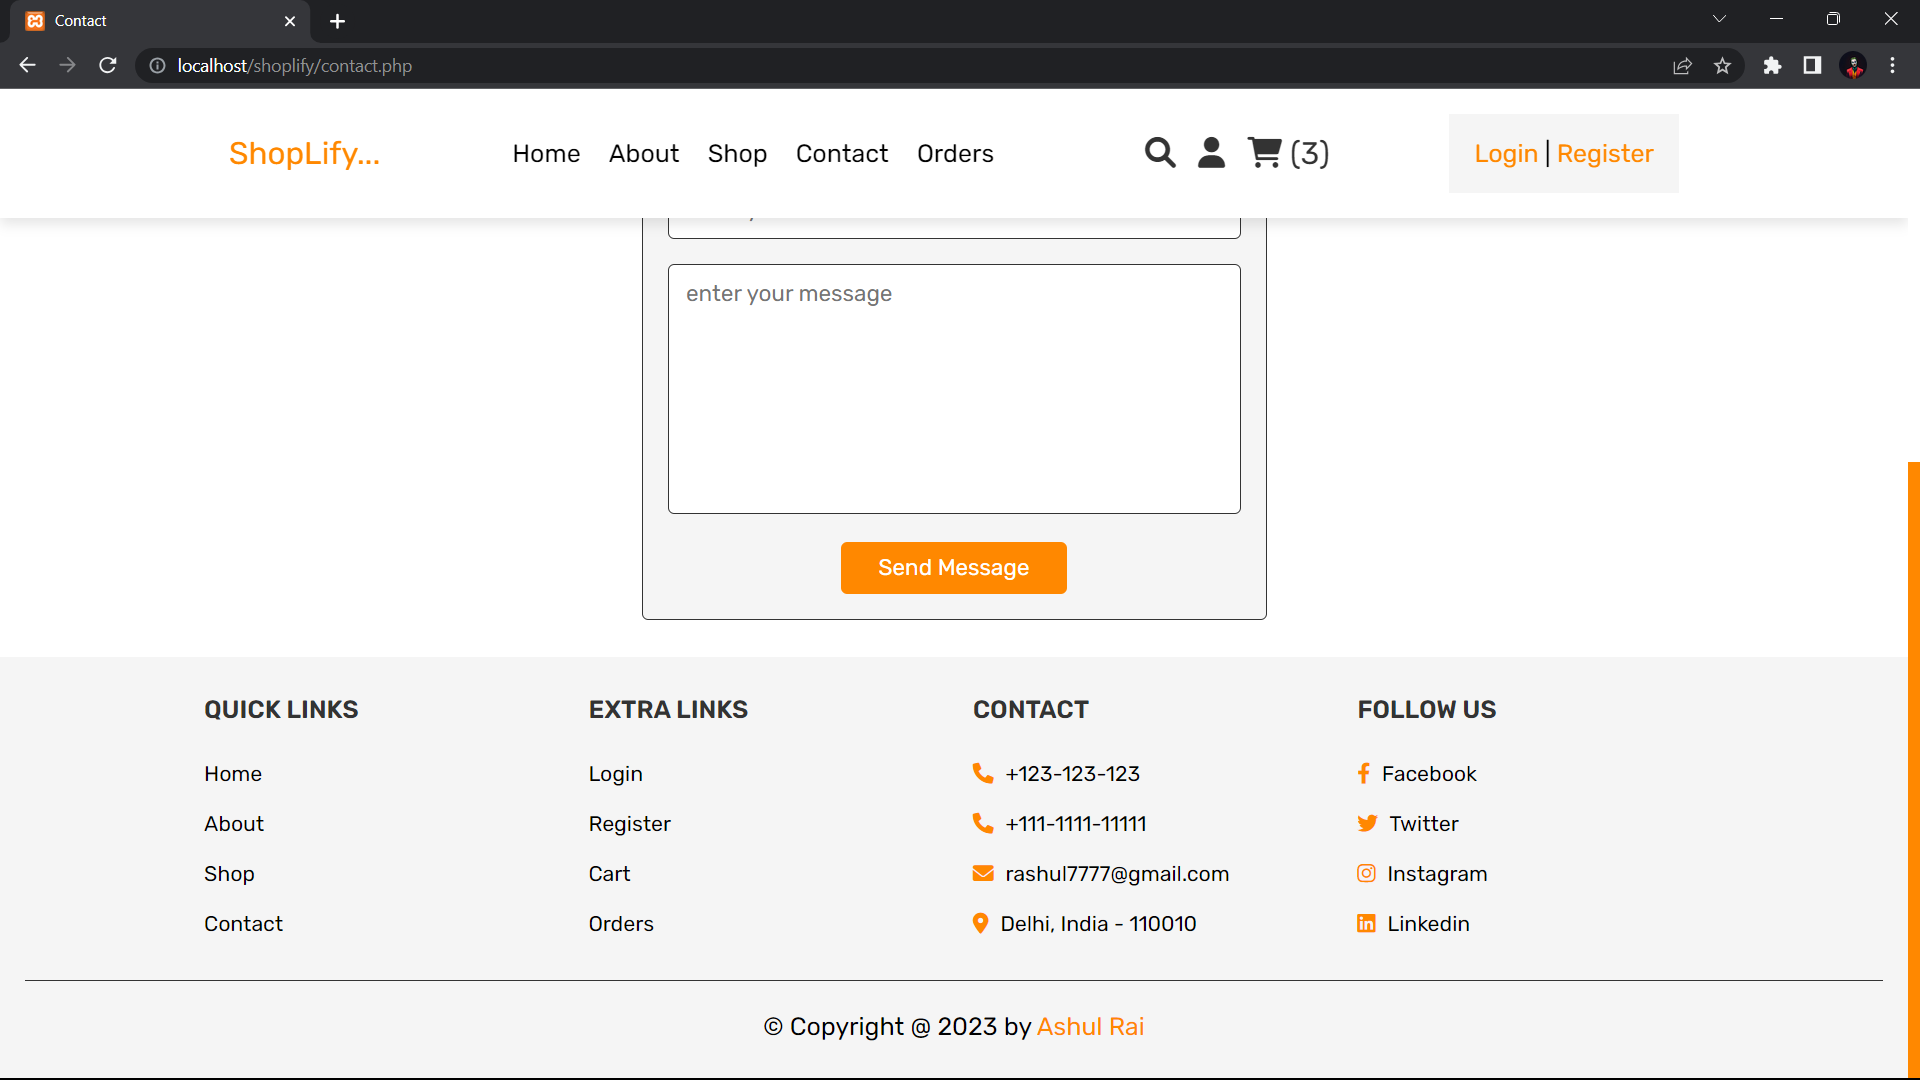 Contact
localhost/shoplify/contact.php
ShopLify...
Home About Shop Contact Orders
(3)
Login | Register
enter your message
Send Message
QUICK LINKS
Home
About
Shop
Contact
EXTRA LINKS
Login
Register
Cart
Orders
CONTACT
+123-123-123
+111-1111-11111
rashul7777@gmail.com
Delhi, India - 110010
FOLLOW US
Facebook
Twitter
Instagram
Linkedin
© Copyright @ 2023 by Ashul Rai